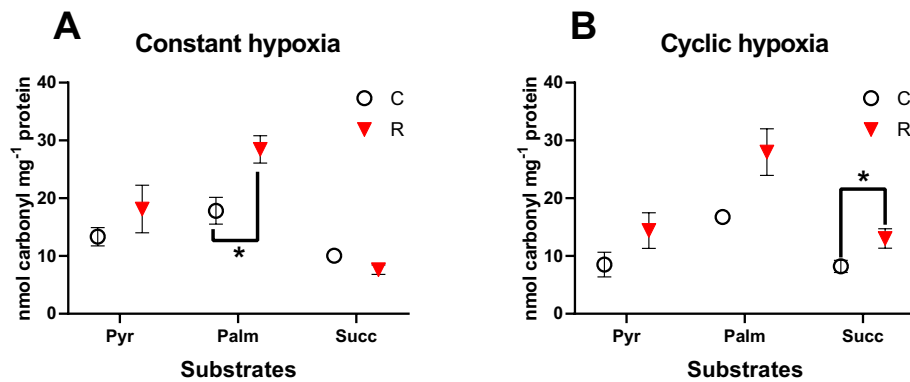 A
Constant hypoxia
nmol carbonyl mg⁻¹ protein
40
30
20
10
0
C
R
*
Pyr Palm Succ
Substrates
B
Cyclic hypoxia
nmol carbonyl mg⁻¹ protein
40
30
20
10
0
C
R
*
Pyr Palm Succ
Substrates